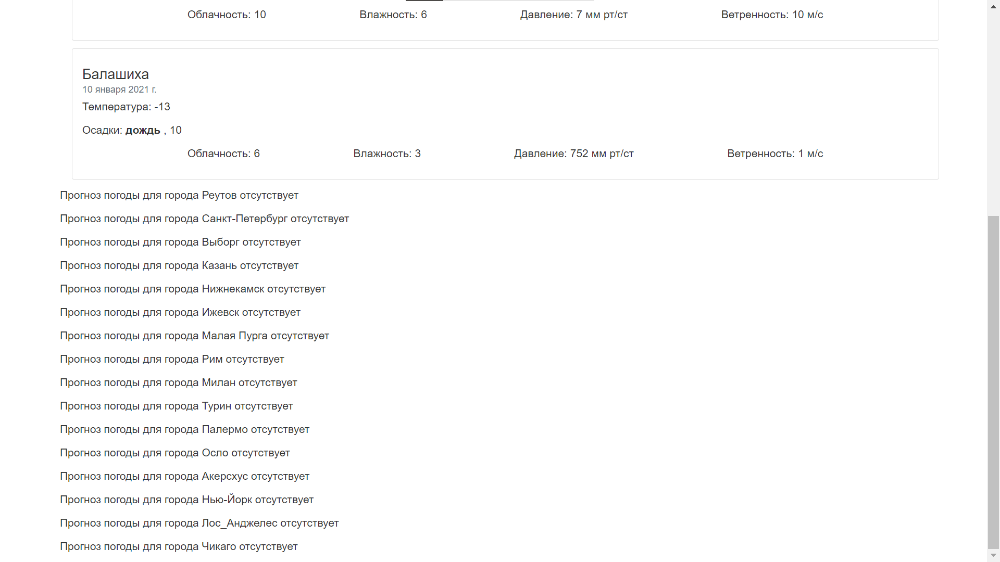 Облачность: 10 Влажность: 6 Давление: 7 мм рт/ст Ветренность: 10 м/с
Балашиха
10 января 2021 г.
Температура: -13
Осадки: дождь , 10
Облачность: 6 Влажность: 3 Давление: 752 мм рт/ст Ветренность: 1 м/с
Прогноз погоды для города Реутов отсутствует
Прогноз погоды для города Санкт-Петербург отсутствует
Прогноз погоды для города Выборг отсутствует
Прогноз погоды для города Казань отсутствует
Прогноз погоды для города Нижнекамск отсутствует
Прогноз погоды для города Ижевск отсутствует
Прогноз погоды для города Малая Пурга отсутствует
Прогноз погоды для города Рим отсутствует
Прогноз погоды для города Милан отсутствует
Прогноз погоды для города Турин отсутствует
Прогноз погоды для города Палермо отсутствует
Прогноз погоды для города Осло отсутствует
Прогноз погоды для города Акерсхус отсутствует
Прогноз погоды для города Нью-Йорк отсутствует
Прогноз погоды для города Лос_Анджелес отсутствует
Прогноз погоды для города Чикаго отсутствует